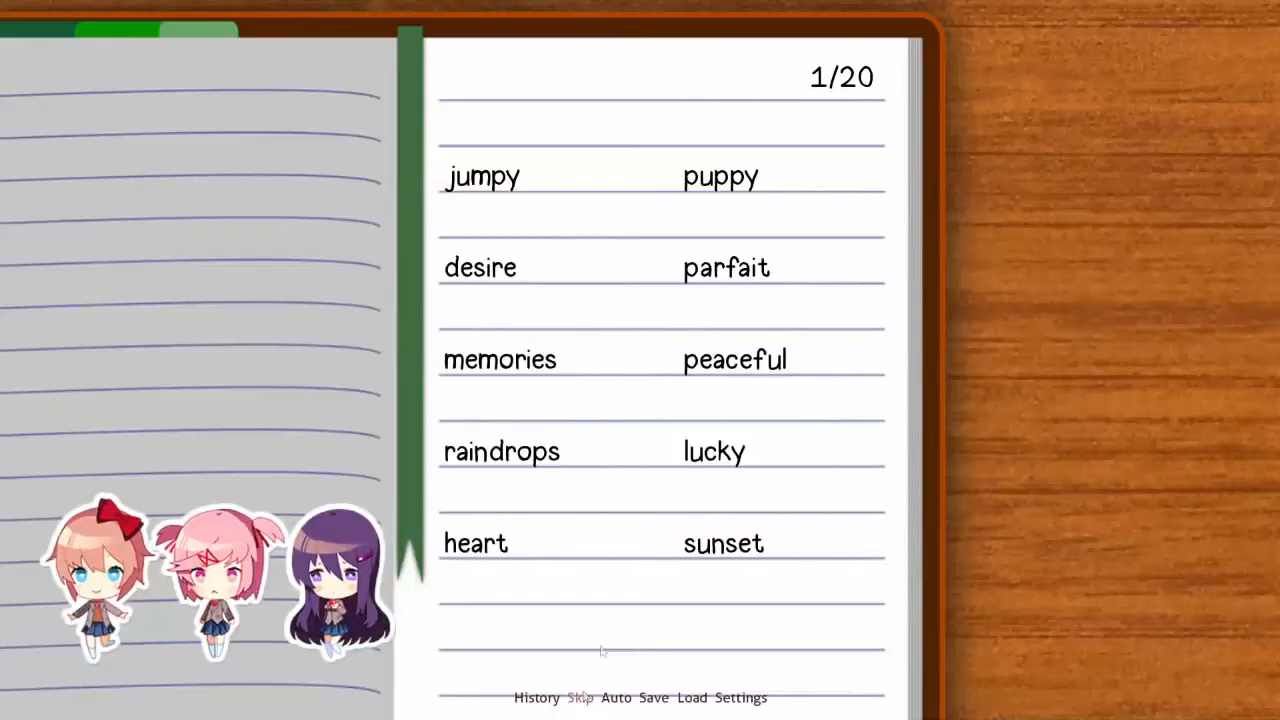 1/20
jumpy puppy
desire parfait
memories peaceful
raindrops lucky
heart sunset
History Skip Auto Save Load Settings